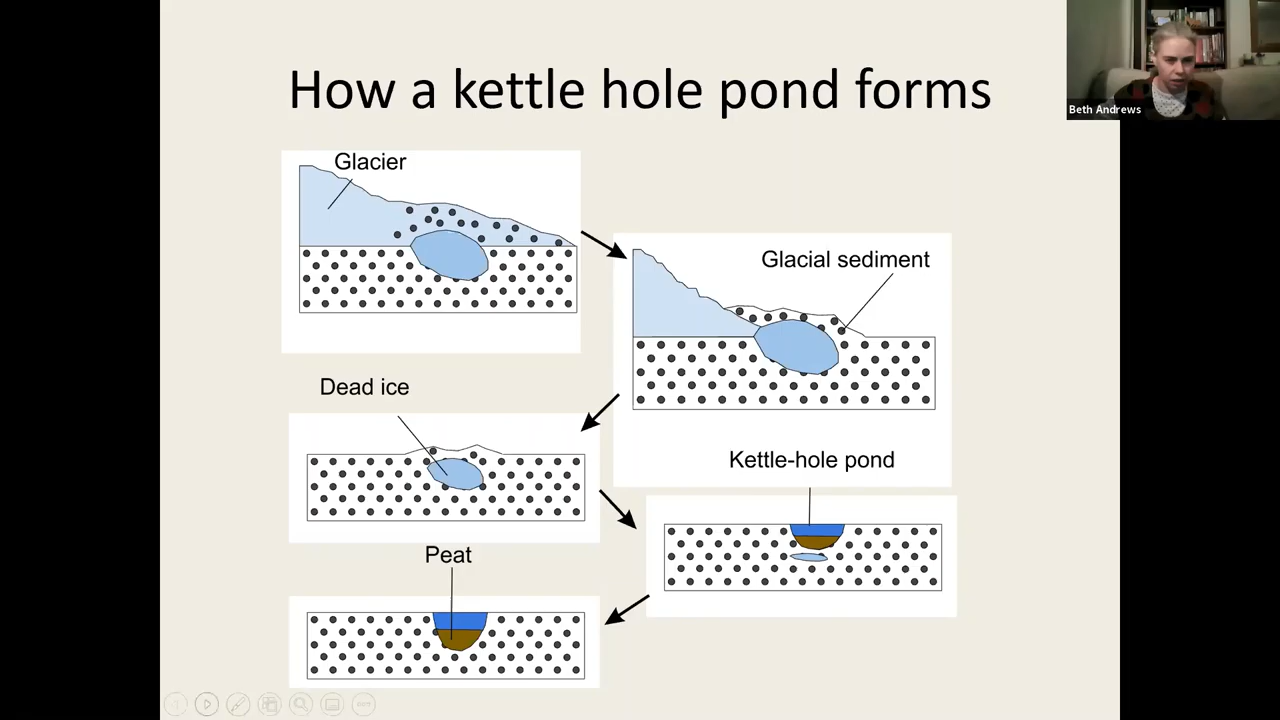 How a kettle hole pond forms
Beth Andrews
Glacier
Glacial sediment
Dead ice
Kettle-hole pond
Peat